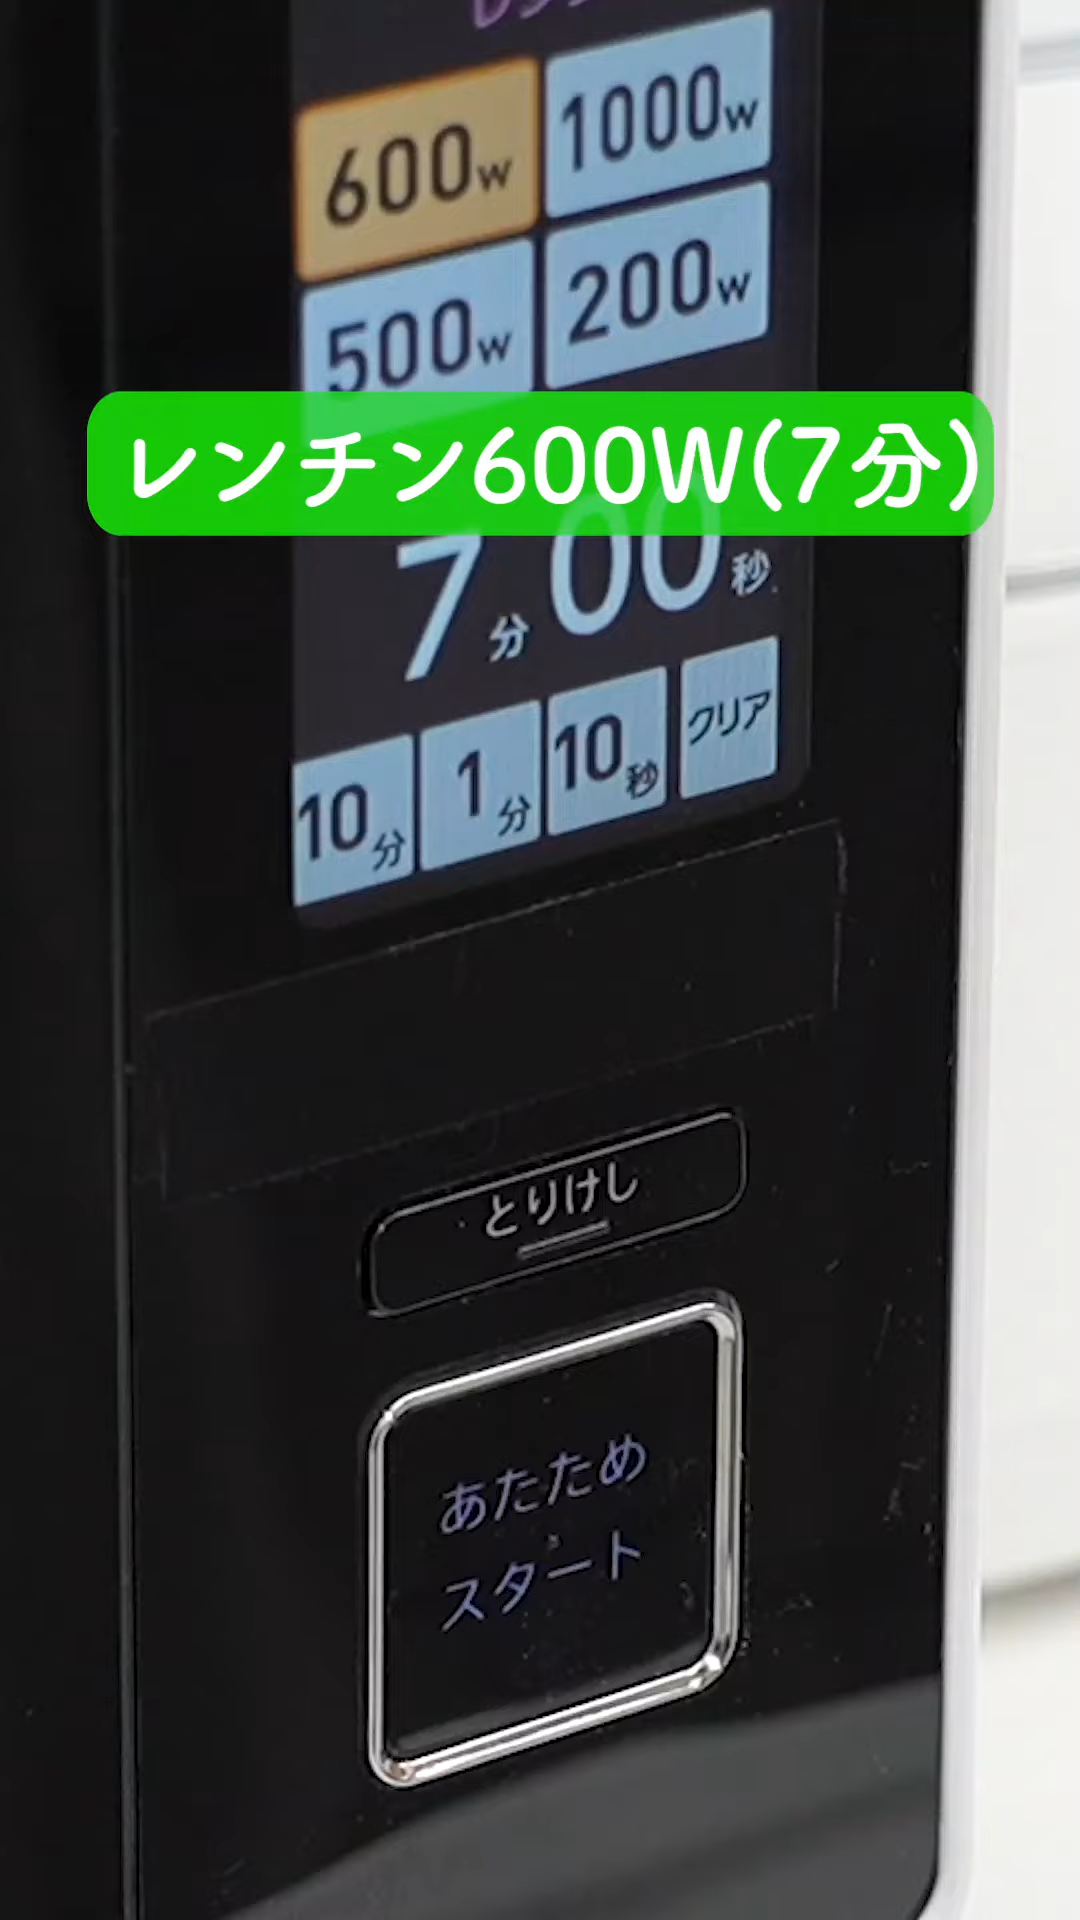 600w
1000w
500w
200w
レンチン600W(7分)
7分00秒
10分
1分
10秒
クリア
とりけし
あたため
スタート